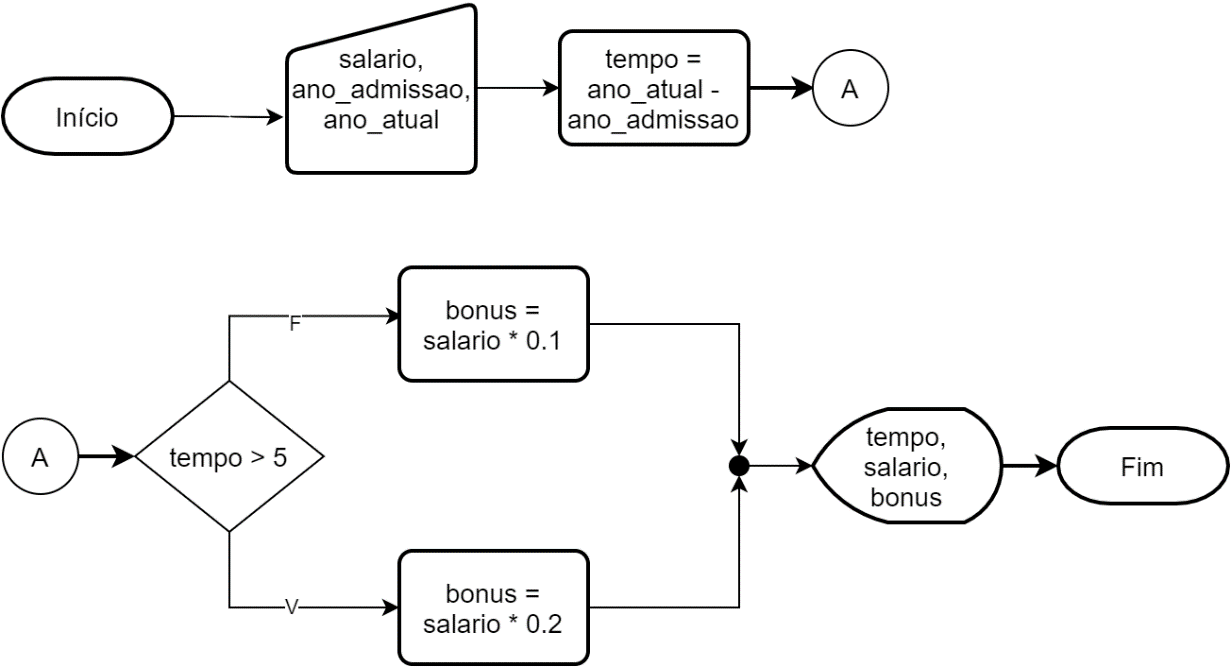 Início
salario,
ano_admissao,
ano_atual
tempo =
ano_atual -
ano_admissao
A
A
tempo > 5
F
bonus =
salario * 0.1
V
bonus =
salario * 0.2
tempo,
salario,
bonus
Fim